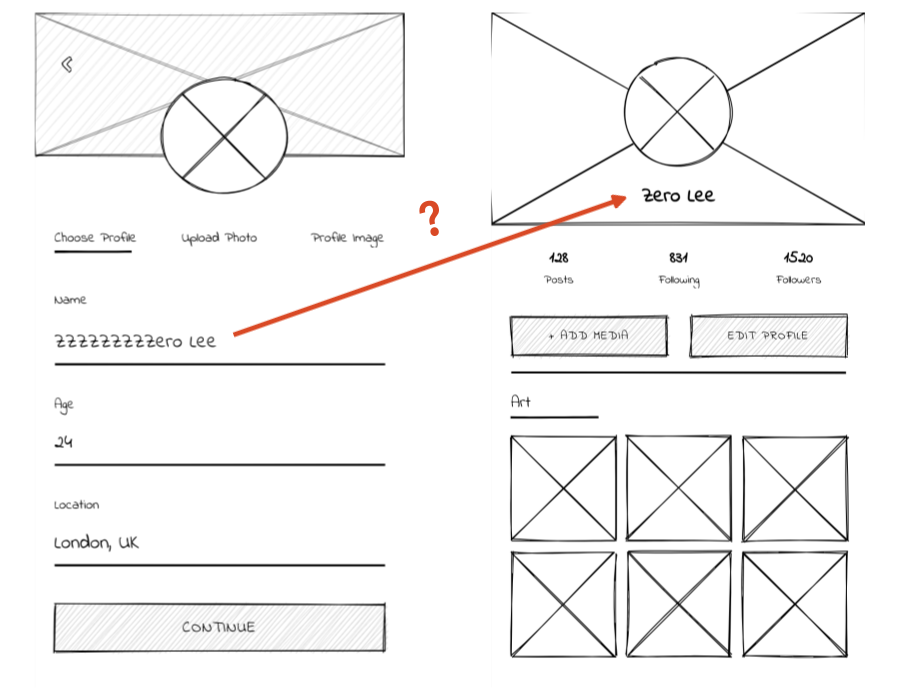 Choose Profile
Upload Photo
Profile Image
Name
ZZZZZZZZZero Lee
Age
24
Location
London, UK
CONTINUE
?
Zero Lee
128
831
1520
Posts
Following
Followers
+ ADD MEDIA
EDIT PROFILE
Art